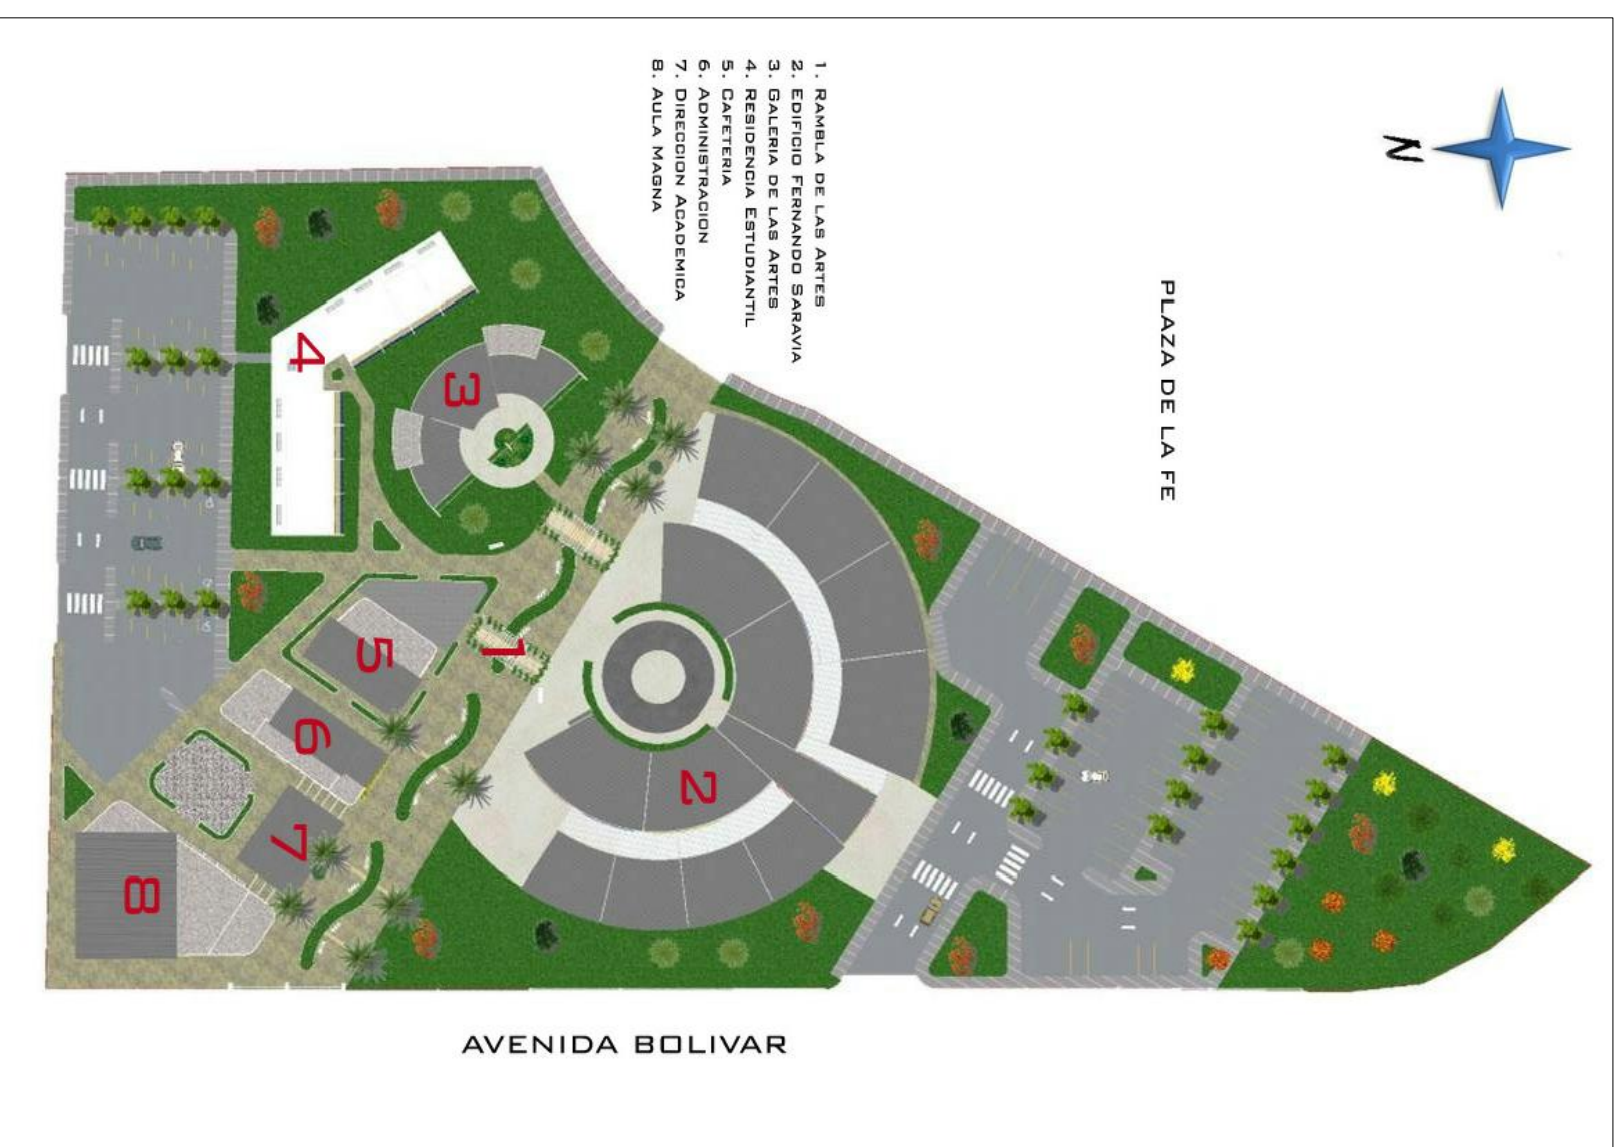 1. RAMBLA DE LAS ARTES
2. EDIFICIO FERNANDO SARAVIA
3. GALERIA DE LAS ARTES
4. RESIDENCIA ESTUDIANTIL
5. CAFETERIA
6. ADMINISTRACION
7. DIRECCION ACADEMICA
8. AULA MAGNA
N
PLAZA DE LA FE
4
3
5
1
6
2
7
8
AVENIDA BOLIVAR